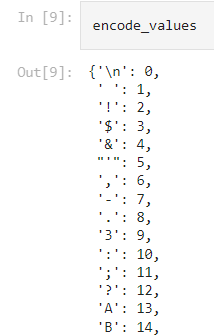 In [9]: encode_values
Out[9]: {'\n': 0,
' ': 1,
'!': 2,
'$': 3,
'&': 4,
"'": 5,
',': 6,
'-': 7,
'.': 8,
'3': 9,
':': 10,
';': 11,
'?': 12,
'A': 13,
'B': 14,